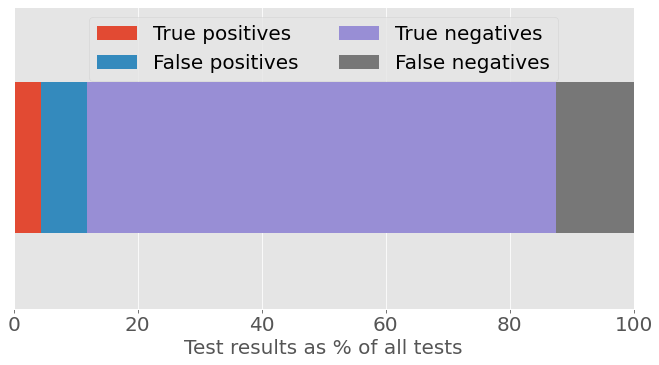 True positives
False positives
True negatives
False negatives
0 20 40 60 80 100
Test results as % of all tests